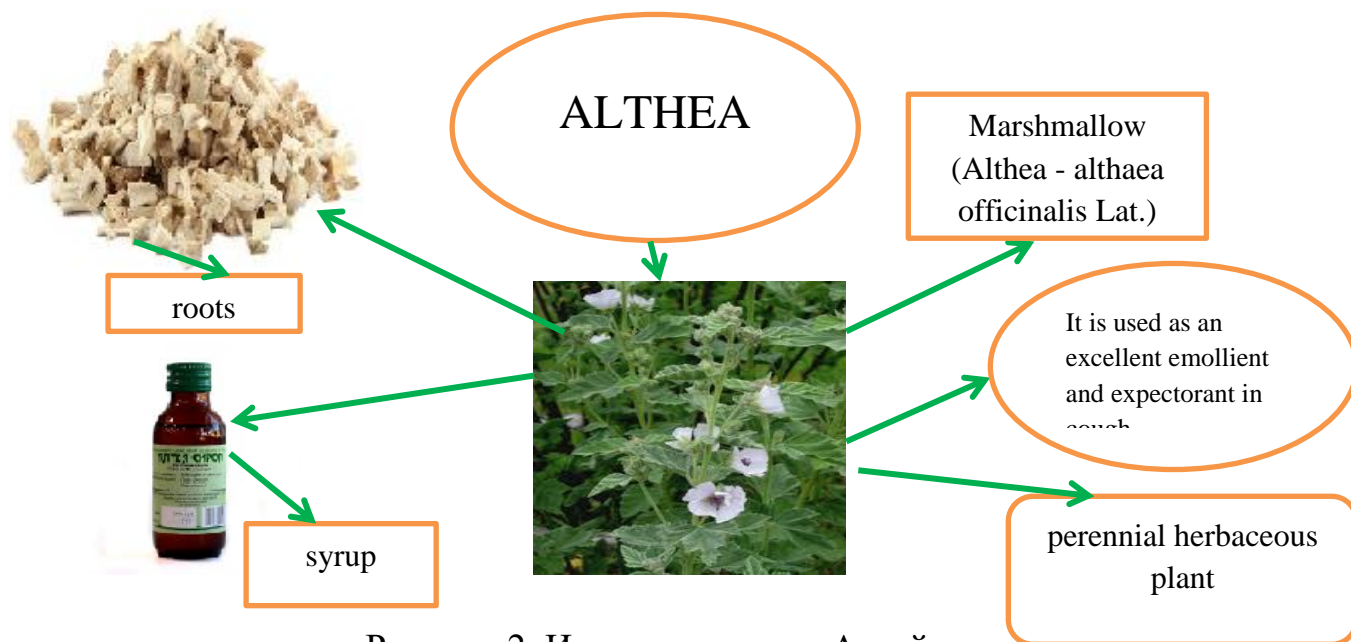 ALTHEA
Marshmallow
(Althea - althaea
officinalis Lat.)
roots
It is used as an
excellent emollient
and expectorant in
cough
syrup
perennial herbaceous
plant